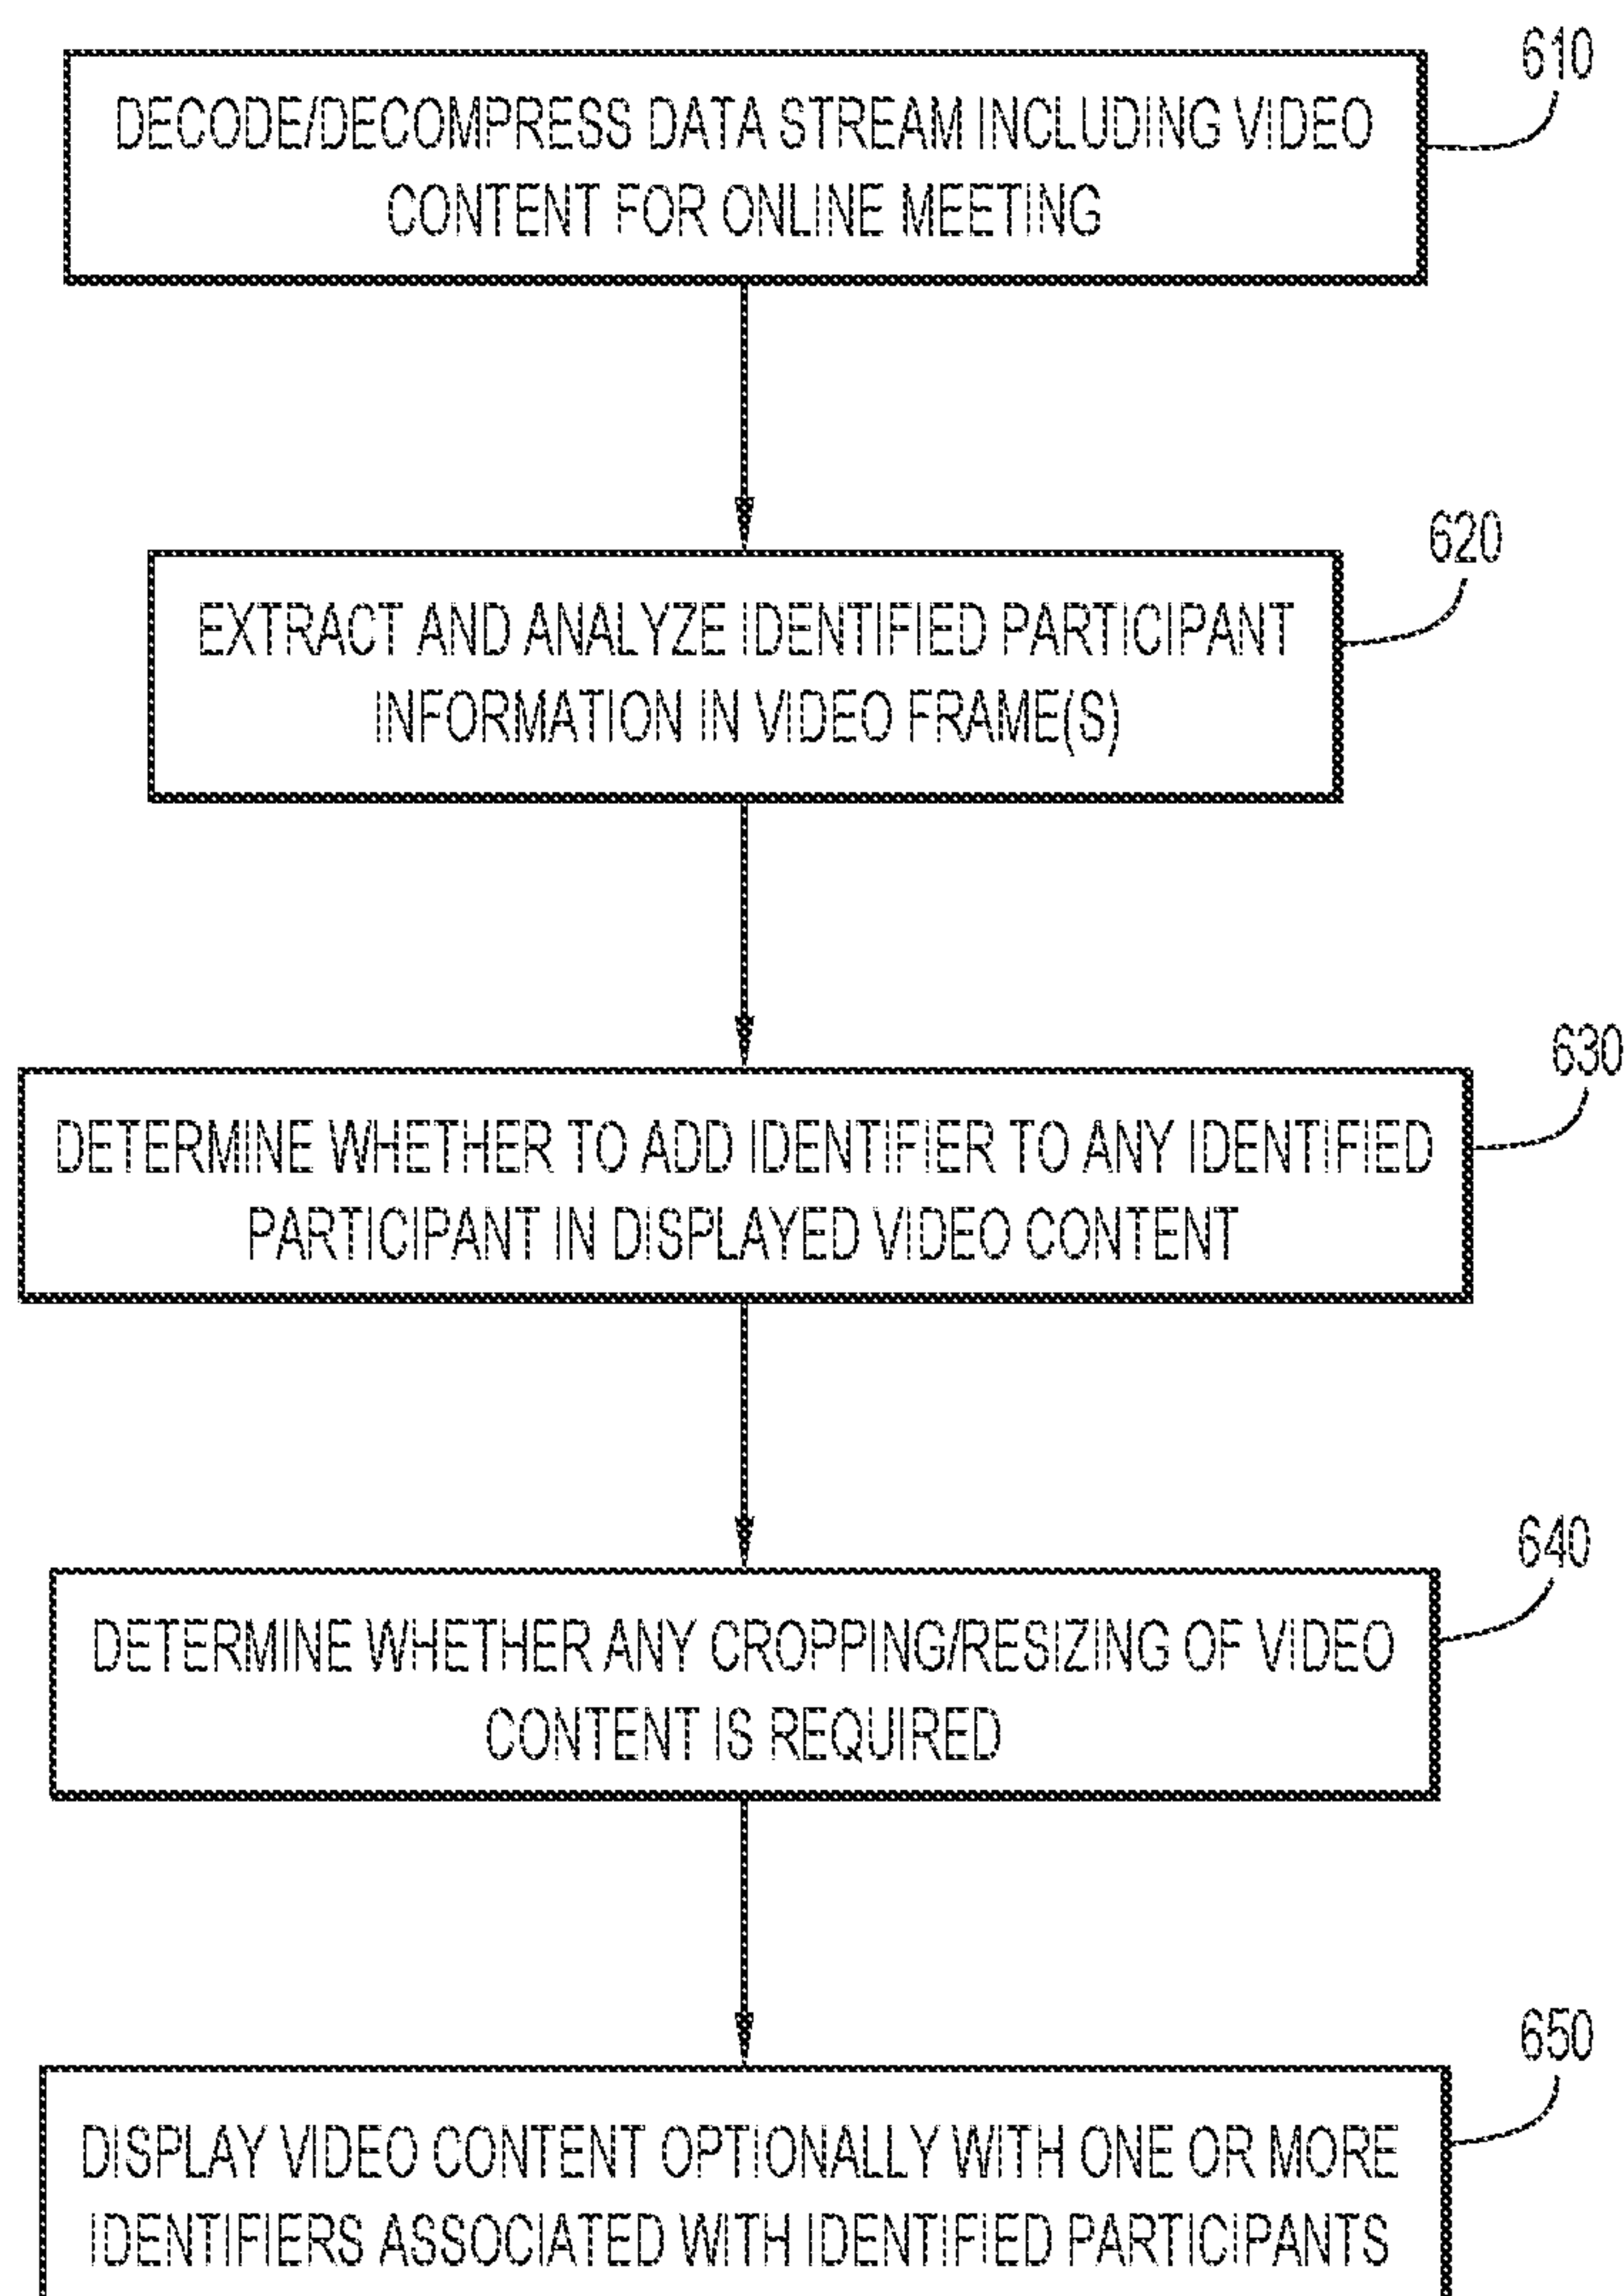 610
DECODE/DECOMPRESS DATA STREAM INCLUDING VIDEO
CONTENT FOR ONLINE MEETING
620
EXTRACT AND ANALYZE IDENTIFIED PARTICIPANT
INFORMATION IN VIDEO FRAME(S)
630
DETERMINE WHETHER TO ADD IDENTIFIER TO ANY IDENTIFIED
PARTICIPANT IN DISPLAYED VIDEO CONTENT
640
DETERMINE WHETHER ANY CROPPING/RESIZING OF VIDEO
CONTENT IS REQUIRED
650
DISPLAY VIDEO CONTENT OPTIONALLY WITH ONE OR MORE
IDENTIFIERS ASSOCIATED WITH IDENTIFIED PARTICIPANTS